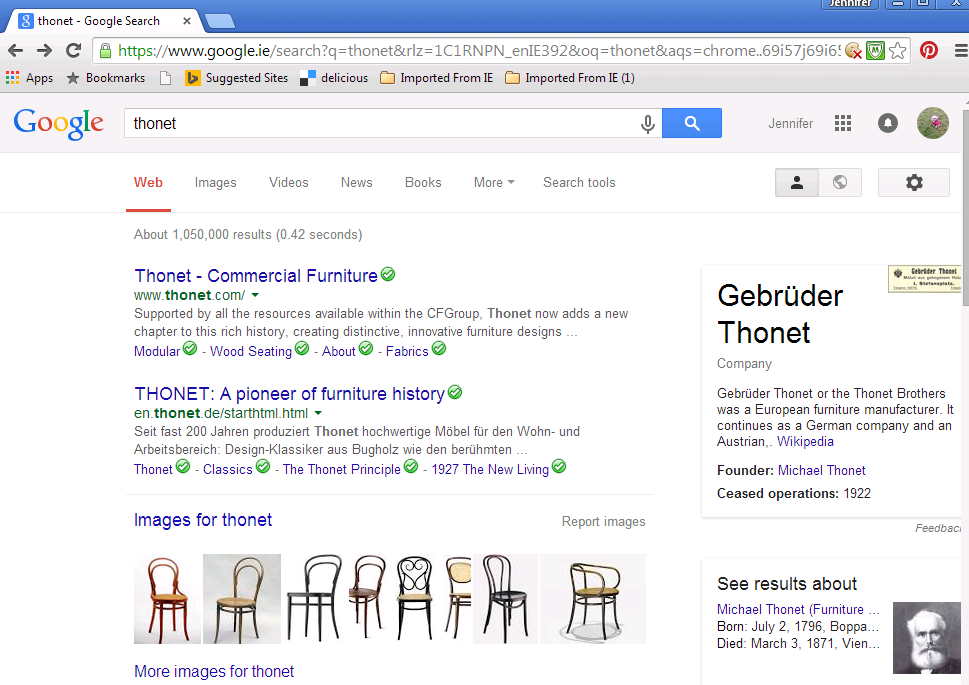 Jennifer
thonet - Google Search
https://www.google.ie/search?q=thonet&rlz=1C1RNPN_enIE392&oq=thonet&aqs=chrome..69i57j69i65
Apps Bookmarks Suggested Sites delicious Imported From IE Imported From IE (1)
Google thonet Jennifer
Web Images Videos News Books More Search tools
About 1,050,000 results (0.42 seconds)
Thonet - Commercial Furniture
www.thonet.com/
Supported by all the resources available within the CFGroup, Thonet now adds a new
chapter to this rich history, creating distinctive, innovative furniture designs ...
Modular - Wood Seating - About - Fabrics
THONET: A pioneer of furniture history
en.thonet.de/starthtml.html
Seit fast 200 Jahren produziert Thonet hochwertige Möbel für den Wohn- und
Arbeitsbereich: Design-Klassiker aus Bugholz wie den berühmten ...
Thonet - Classics - The Thonet Principle - 1927 The New Living
Images for thonet Report images
More images for thonet
Gebrüder Thonet
Gebrüder
Thonet
Company
Gebrüder Thonet or the Thonet Brothers
was a European furniture manufacturer. It
continues as a German company and an
Austrian,. Wikipedia
Founder: Michael Thonet
Ceased operations: 1922
Feedbac
See results about
Michael Thonet (Furniture ...
Born: July 2, 1796, Boppa...
Died: March 3, 1871, Vien...